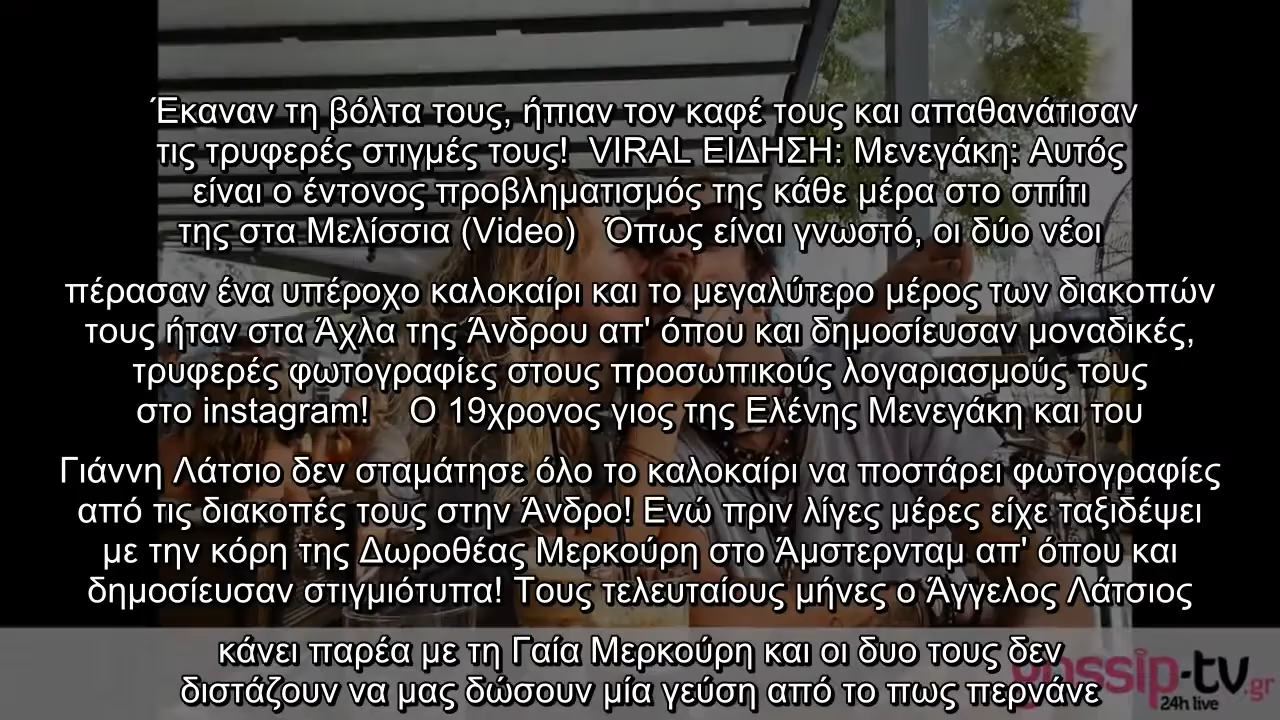 Έκαναν τη βόλτα τους, ήπιαν τον καφέ τους και απαθανάτισαν
τις τρυφερές στιγμές τους!  VIRAL ΕΙΔΗΣΗ: Μενεγάκη: Αυτός
είναι ο έντονος προβληματισμός της κάθε μέρα στο σπίτι
της στα Μελίσσια (Video)   Όπως είναι γνωστό, οι δύο νέοι
πέρασαν ένα υπέροχο καλοκαίρι και το μεγαλύτερο μέρος των διακοπών
τους ήταν στα Άχλα της Άνδρου απ' όπου και δημοσίευσαν μοναδικές,
τρυφερές φωτογραφίες στους προσωπικούς λογαριασμούς τους
στο instagram!    Ο 19χρονος γιος της Ελένης Μενεγάκη και του
Γιάννη Λάτσιο δεν σταμάτησε όλο το καλοκαίρι να ποστάρει φωτογραφίες
από τις διακοπές τους στην Άνδρο! Ενώ πριν λίγες μέρες είχε ταξιδέψει
με την κόρη της Δωροθέας Μερκούρη στο Άμστερνταμ απ' όπου και
δημοσίευσαν στιγμιότυπα! Τους τελευταίους μήνες ο Άγγελος Λάτσιος
κάνει παρέα με τη Γαία Μερκούρη και οι δυο τους δεν
διστάζουν να μας δώσουν μία γεύση από το πως περνάνε
gossip-tv.gr
24h live